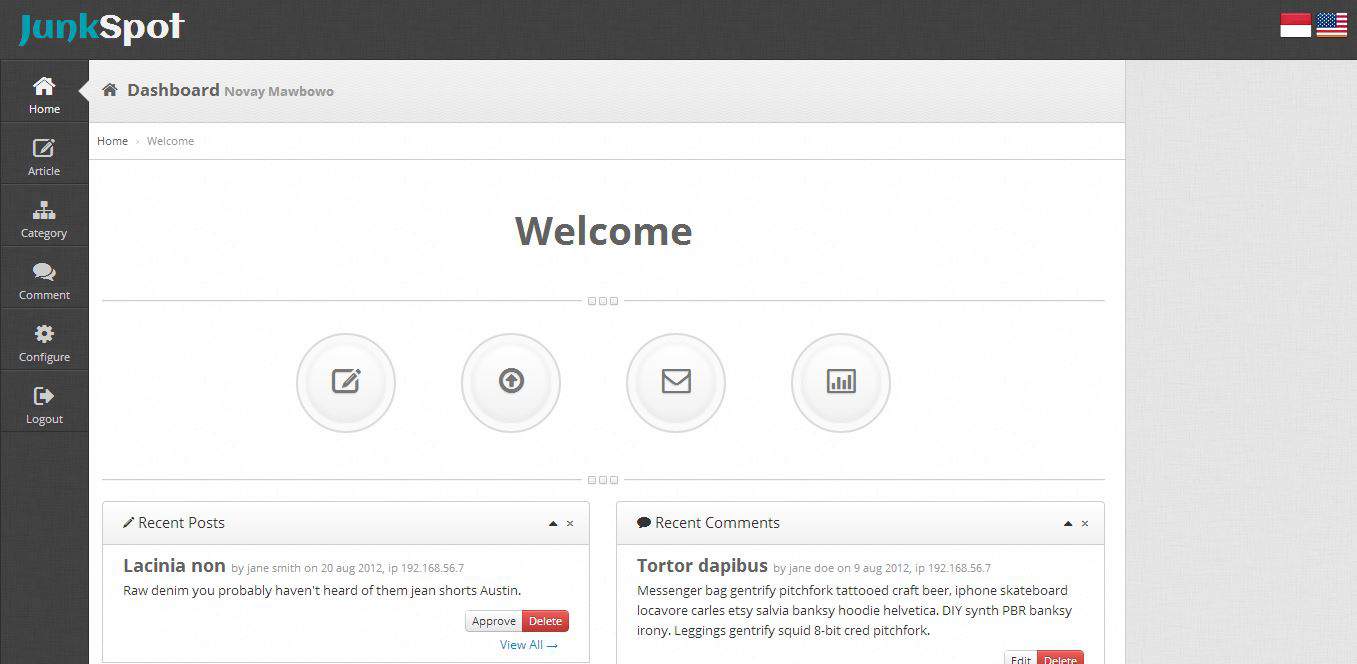 JunkSpot
Home
Article
Category
Comment
Configure
Logout
Dashboard Novay Mawbowo
Home › Welcome
Welcome
Recent Posts
Lacinia non by jane smith on 20 aug 2012, ip 192.168.56.7
Raw denim you probably haven't heard of them jean shorts Austin.
Approve Delete
View All →
Recent Comments
Tortor dapibus by jane doe on 9 aug 2012, ip 192.168.56.7
Messenger bag gentrify pitchfork tattooed craft beer, iphone skateboard
locavore carles etsy salvia banksy hoodie helvetica. DIY synth PBR banksy
irony. Leggings gentrify squid 8-bit cred pitchfork.
Edit Delete